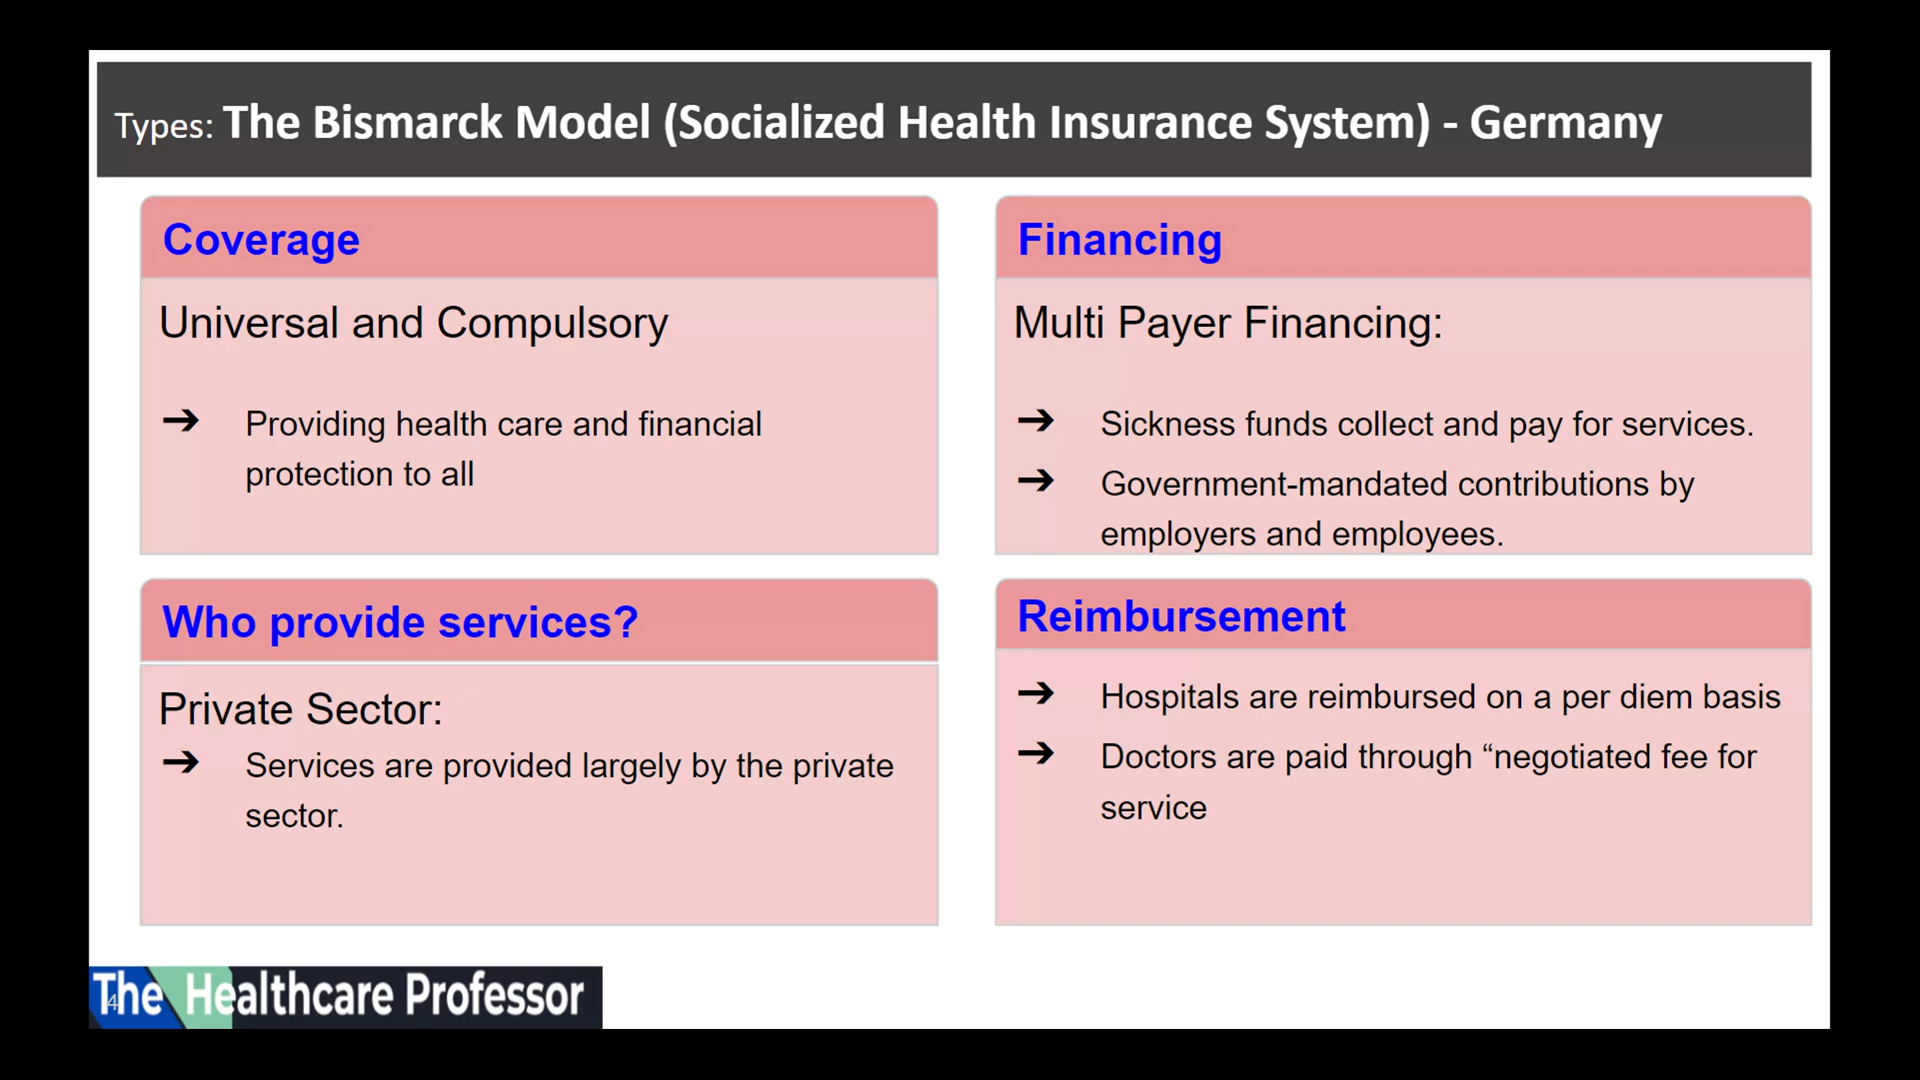 Types: The Bismarck Model (Socialized Health Insurance System) - Germany
Coverage
Universal and Compulsory
➔ Providing health care and financial
protection to all
Financing
Multi Payer Financing:
➔ Sickness funds collect and pay for services.
➔ Government-mandated contributions by
employers and employees.
Who provide services?
Private Sector:
➔ Services are provided largely by the private
sector.
Reimbursement
➔ Hospitals are reimbursed on a per diem basis
➔ Doctors are paid through “negotiated fee for
service
The Healthcare Professor
4